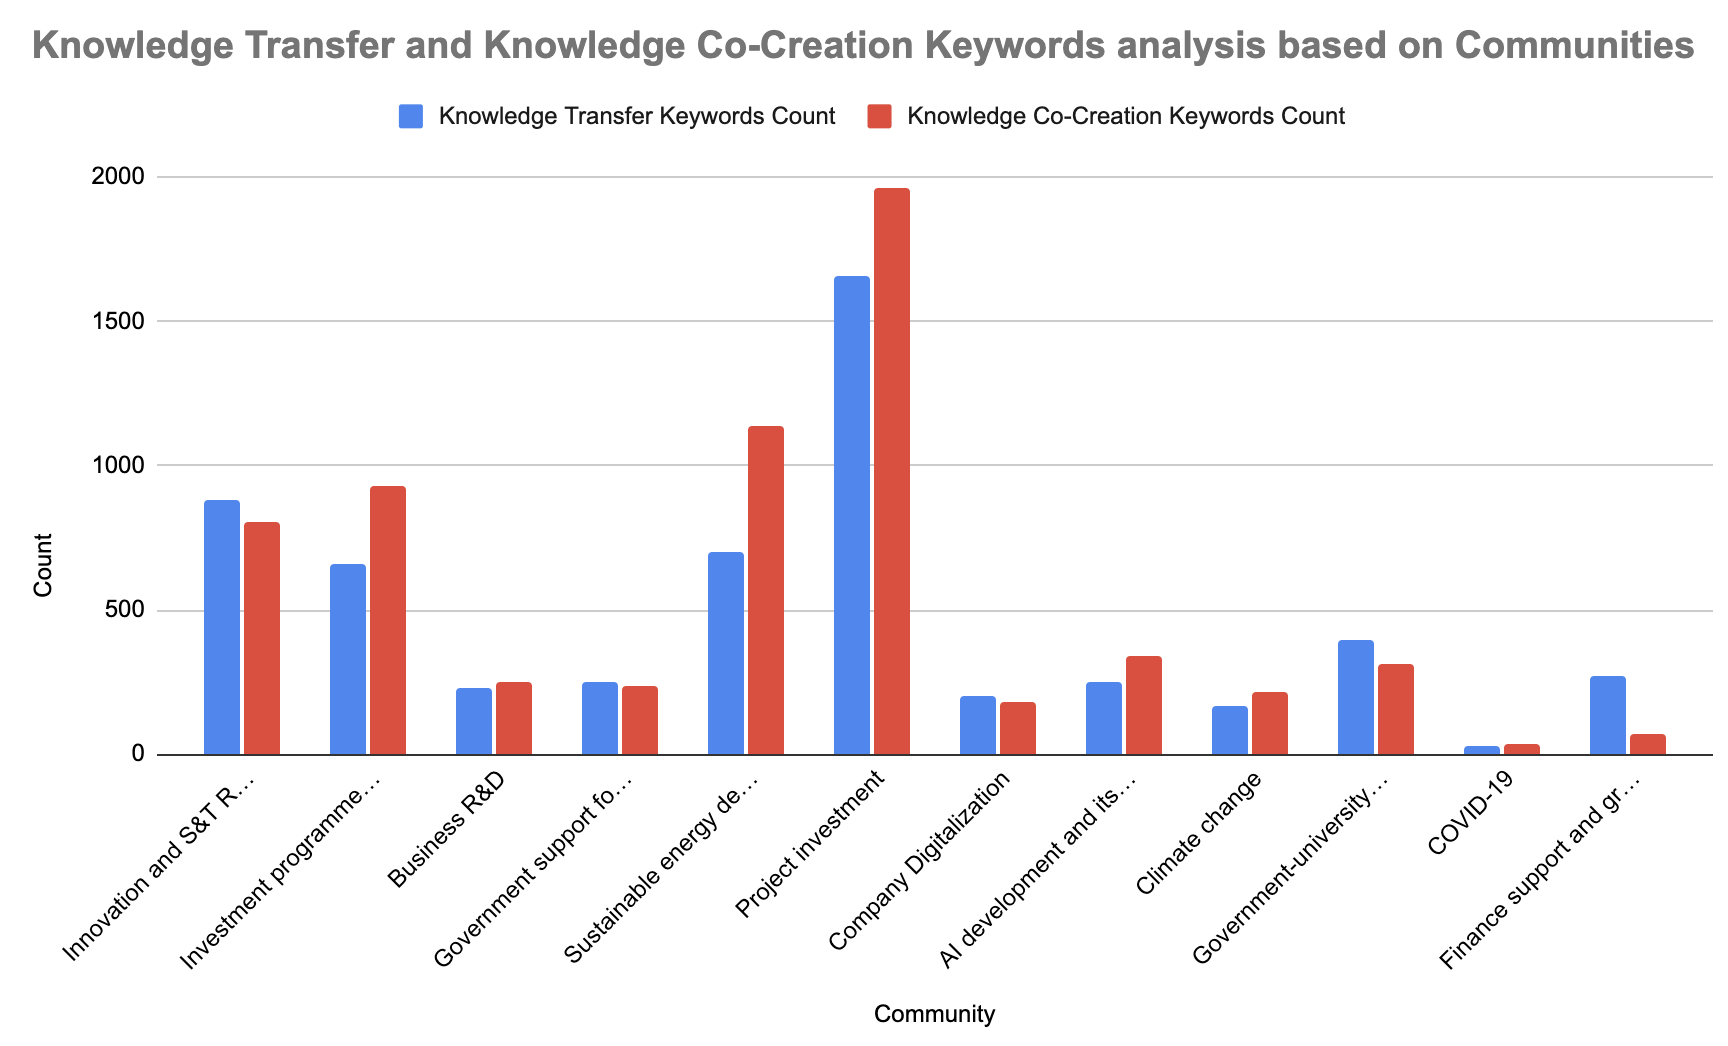 Knowledge Transfer and Knowledge Co-Creation Keywords analysis based on Communities
Knowledge Transfer Keywords Count
Knowledge Co-Creation Keywords Count
2000
1500
1000
500
0
Count
Innovation and S&T R…
Investment programme…
Business R&D
Government support fo…
Sustainable energy de…
Project investment
Company Digitalization
AI development and its…
Climate change
Government-university…
COVID-19
Finance support and gr…
Community